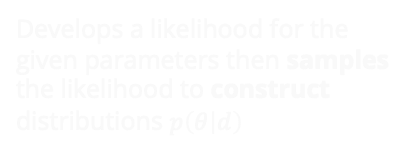 Develops a likelihood for the
given parameters then samples
the likelihood to construct
distributions p(θ|d)